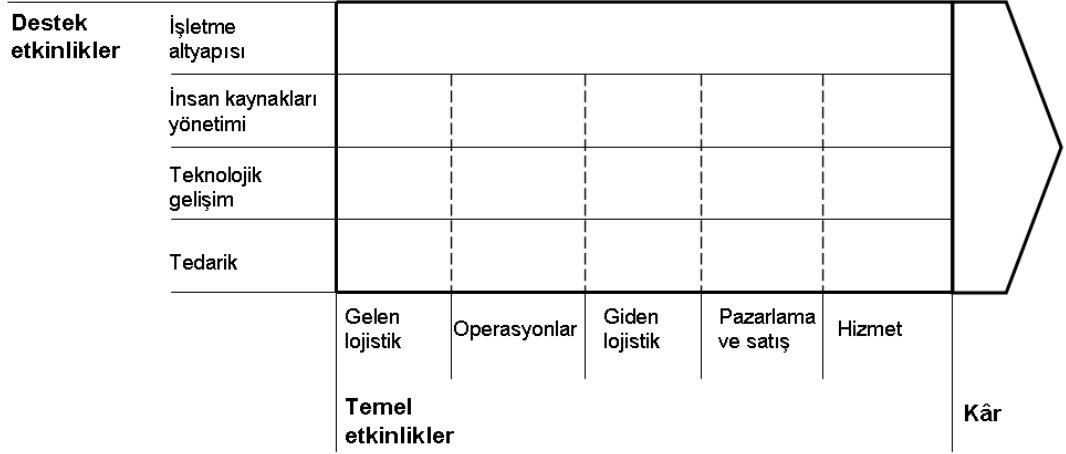 Destek
etkinlikler
İşletme
altyapısı
İnsan kaynakları
yönetimi
Teknolojik
gelişim
Tedarik
Gelen
lojistik
Operasyonlar
Giden
lojistik
Pazarlama
ve satış
Hizmet
Temel
etkinlikler
Kâr